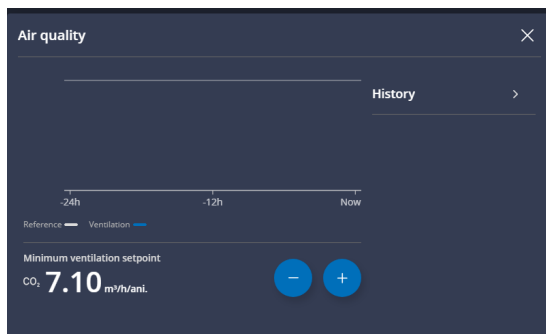 Air quality
History
-24h -12h Now
Reference Ventilation
Minimum ventilation setpoint
CO₂ 7.10 m³/h/ani.